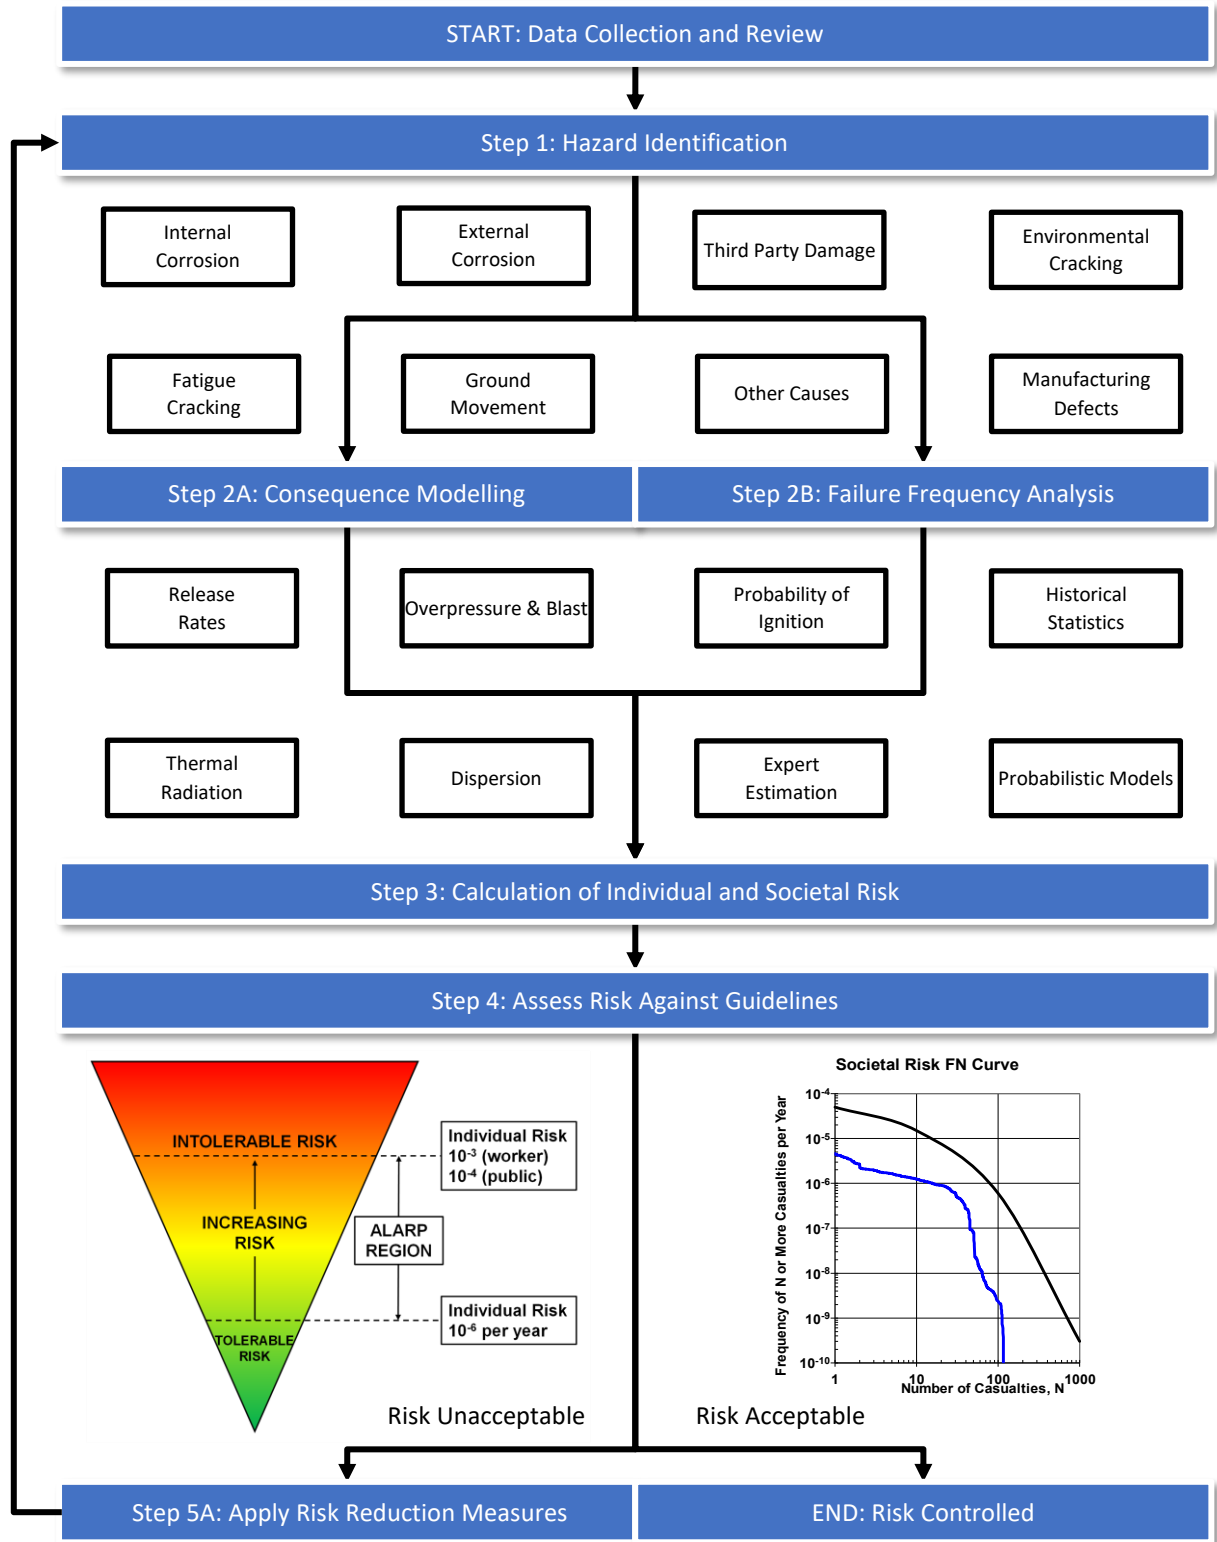 START: Data Collection and Review
Step 1: Hazard Identification
Internal
Corrosion
External
Corrosion
Third Party Damage
Environmental
Cracking
Fatigue
Cracking
Ground
Movement
Other Causes
Manufacturing
Defects
Step 2A: Consequence Modelling
Step 2B: Failure Frequency Analysis
Release
Rates
Overpressure & Blast
Probability of
Ignition
Historical
Statistics
Thermal
Radiation
Dispersion
Expert
Estimation
Probabilistic Models
Step 3: Calculation of Individual and Societal Risk
Step 4: Assess Risk Against Guidelines
INTOLERABLE RISK
INCREASING
RISK
TOLERABLE
RISK
Individual Risk
10⁻³ (worker)
10⁻⁴ (public)
ALARP
REGION
Individual Risk
10⁻⁶ per year
Societal Risk FN Curve
Frequency of N or More Casualties per Year
10⁻⁴
10⁻⁵
10⁻⁶
10⁻⁷
10⁻⁸
10⁻⁹
10⁻¹⁰
1
10
100
1000
Number of Casualties, N
Risk Unacceptable
Risk Acceptable
Step 5A: Apply Risk Reduction Measures
END: Risk Controlled